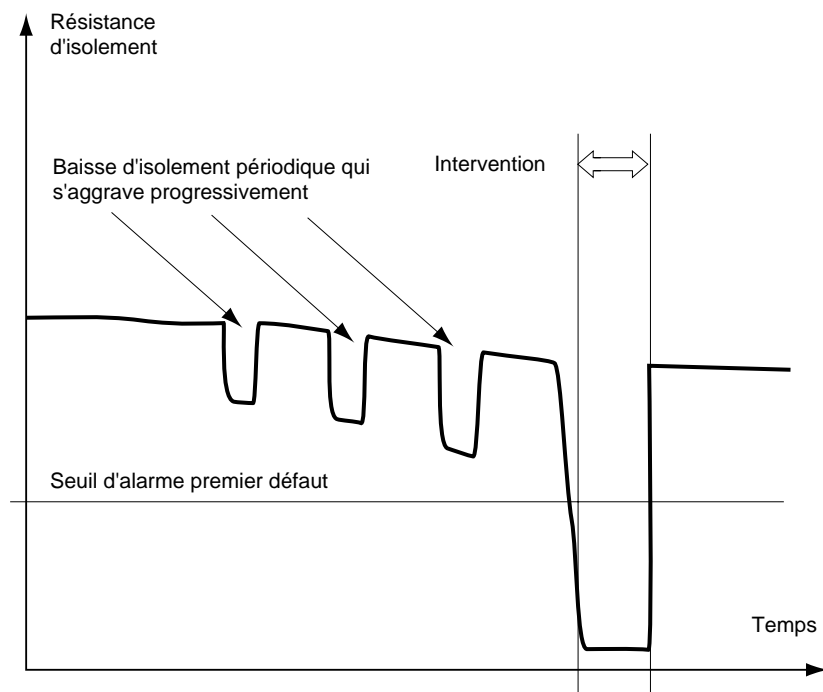 Résistance
d'isolement
Baisse d'isolement périodique qui
s'aggrave progressivement
Intervention
Seuil d'alarme premier défaut
Temps